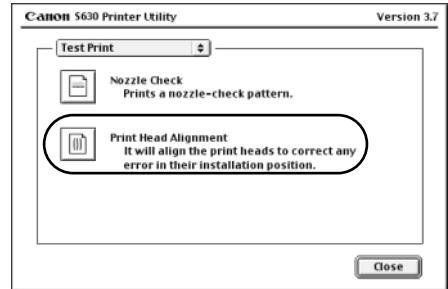 Canon S630 Printer Utility Version 3.7
Test Print
Nozzle Check
Prints a nozzle-check pattern.
Print Head Alignment
It will align the print heads to correct any
error in their installation position.
Close